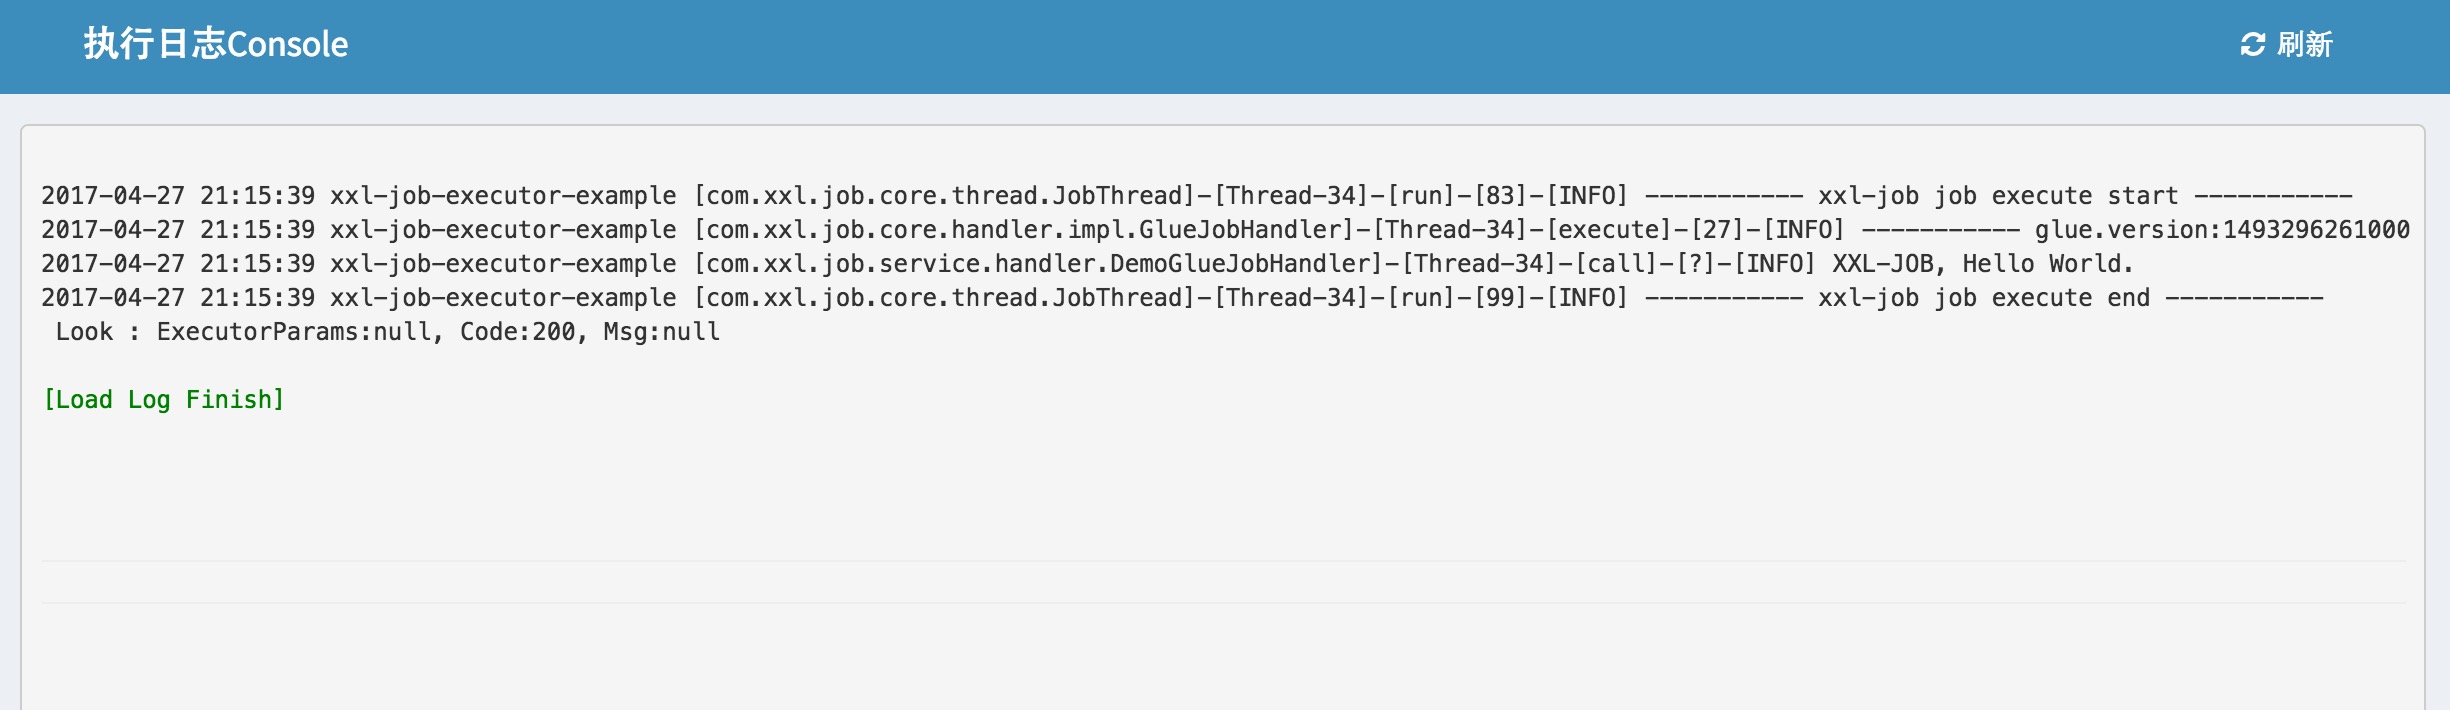 执行日志Console
刷新
2017-04-27 21:15:39 xxl-job-executor-example [com.xxl.job.core.thread.JobThread]-[Thread-34]-[run]-[83]-[INFO] ----------- xxl-job job execute start -----------
2017-04-27 21:15:39 xxl-job-executor-example [com.xxl.job.core.handler.impl.GlueJobHandler]-[Thread-34]-[execute]-[27]-[INFO] ----------- glue.version:1493296261000
2017-04-27 21:15:39 xxl-job-executor-example [com.xxl.job.service.handler.DemoGlueJobHandler]-[Thread-34]-[call]-[?]-[INFO] XXL-JOB, Hello World.
2017-04-27 21:15:39 xxl-job-executor-example [com.xxl.job.core.thread.JobThread]-[Thread-34]-[run]-[99]-[INFO] ----------- xxl-job job execute end -----------
Look : ExecutorParams:null, Code:200, Msg:null
[Load Log Finish]